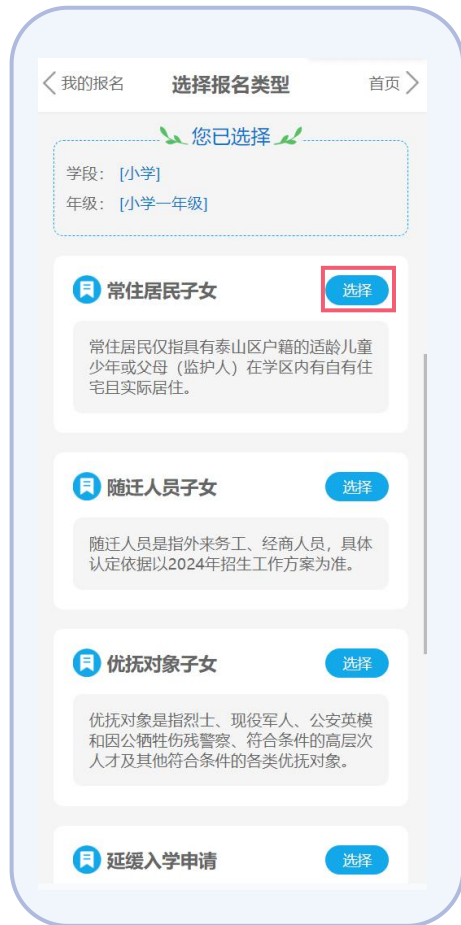 我的报名 选择报名类型 首页
您已选择
学段： [小学]
年级： [小学一年级]
常住居民子女 选择
常住居民仅指具有泰山区户籍的适龄儿童
少年或父母（监护人）在学区内有自有住
宅且实际居住。
随迁人员子女 选择
随迁人员是指外来务工、经商人员，具体
认定依据以2024年招生工作方案为准。
优抚对象子女 选择
优抚对象是指烈士、现役军人、公安英模
和因公牺牲伤残警察、符合条件的高层次
人才及其他符合条件的各类优抚对象。
延缓入学申请 选择